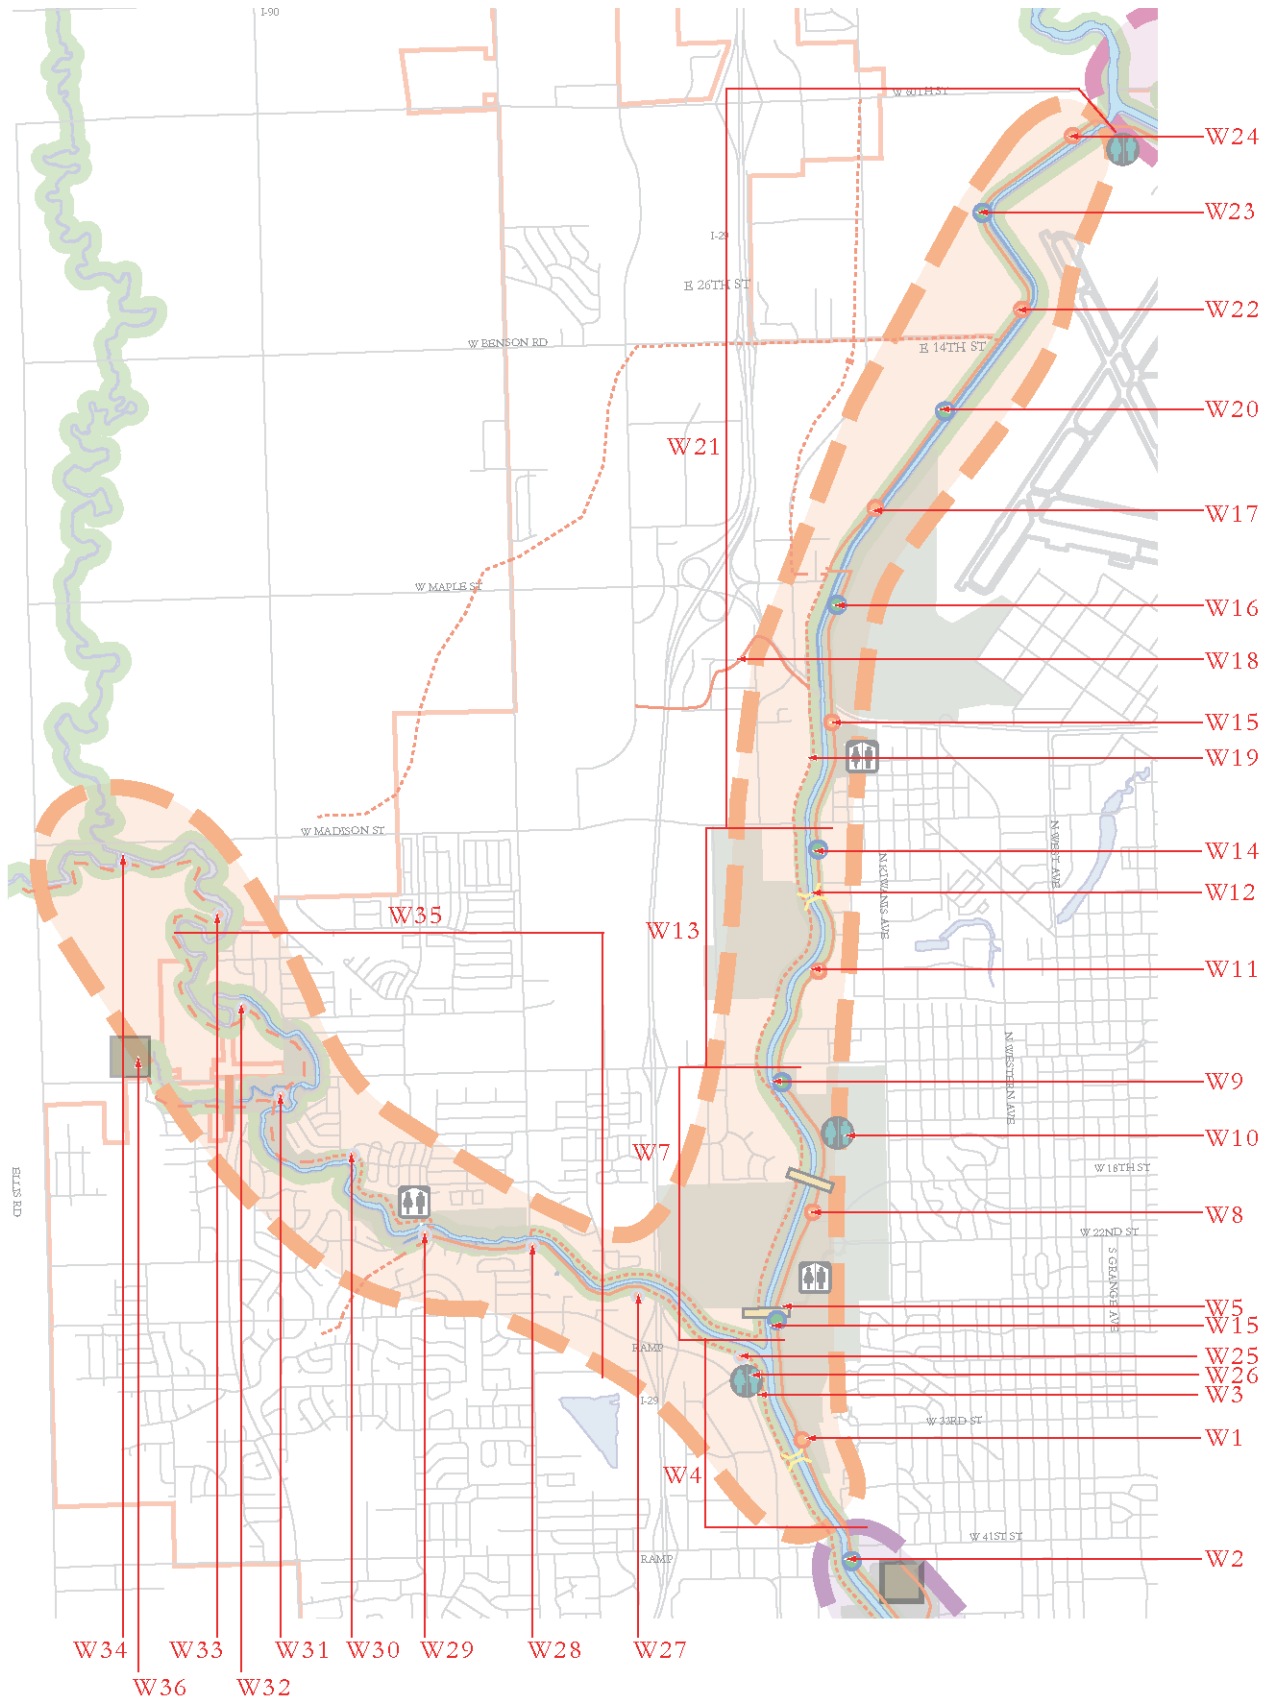 I-90
W 60TH ST
W24
W23
I-29
E 26TH ST
W22
W BENSON RD
E 14TH ST
W20
W21
W17
W MAPLE ST
W16
W18
W15
W19
W MADISON ST
N WEST AVE
N KIWANIS AVE
W14
W12
W35
W13
W11
N WESTERN AVE
W9
W10
W7
ELLIS RD
W 18TH ST
W8
W 22ND ST
S GRANGE AVE
W5
W15
RAMP
W25
W26
I-29
W3
W 33RD ST
W1
W4
W 41ST ST
RAMP
W2
W34
W33
W31
W30
W29
W28
W27
W36
W32